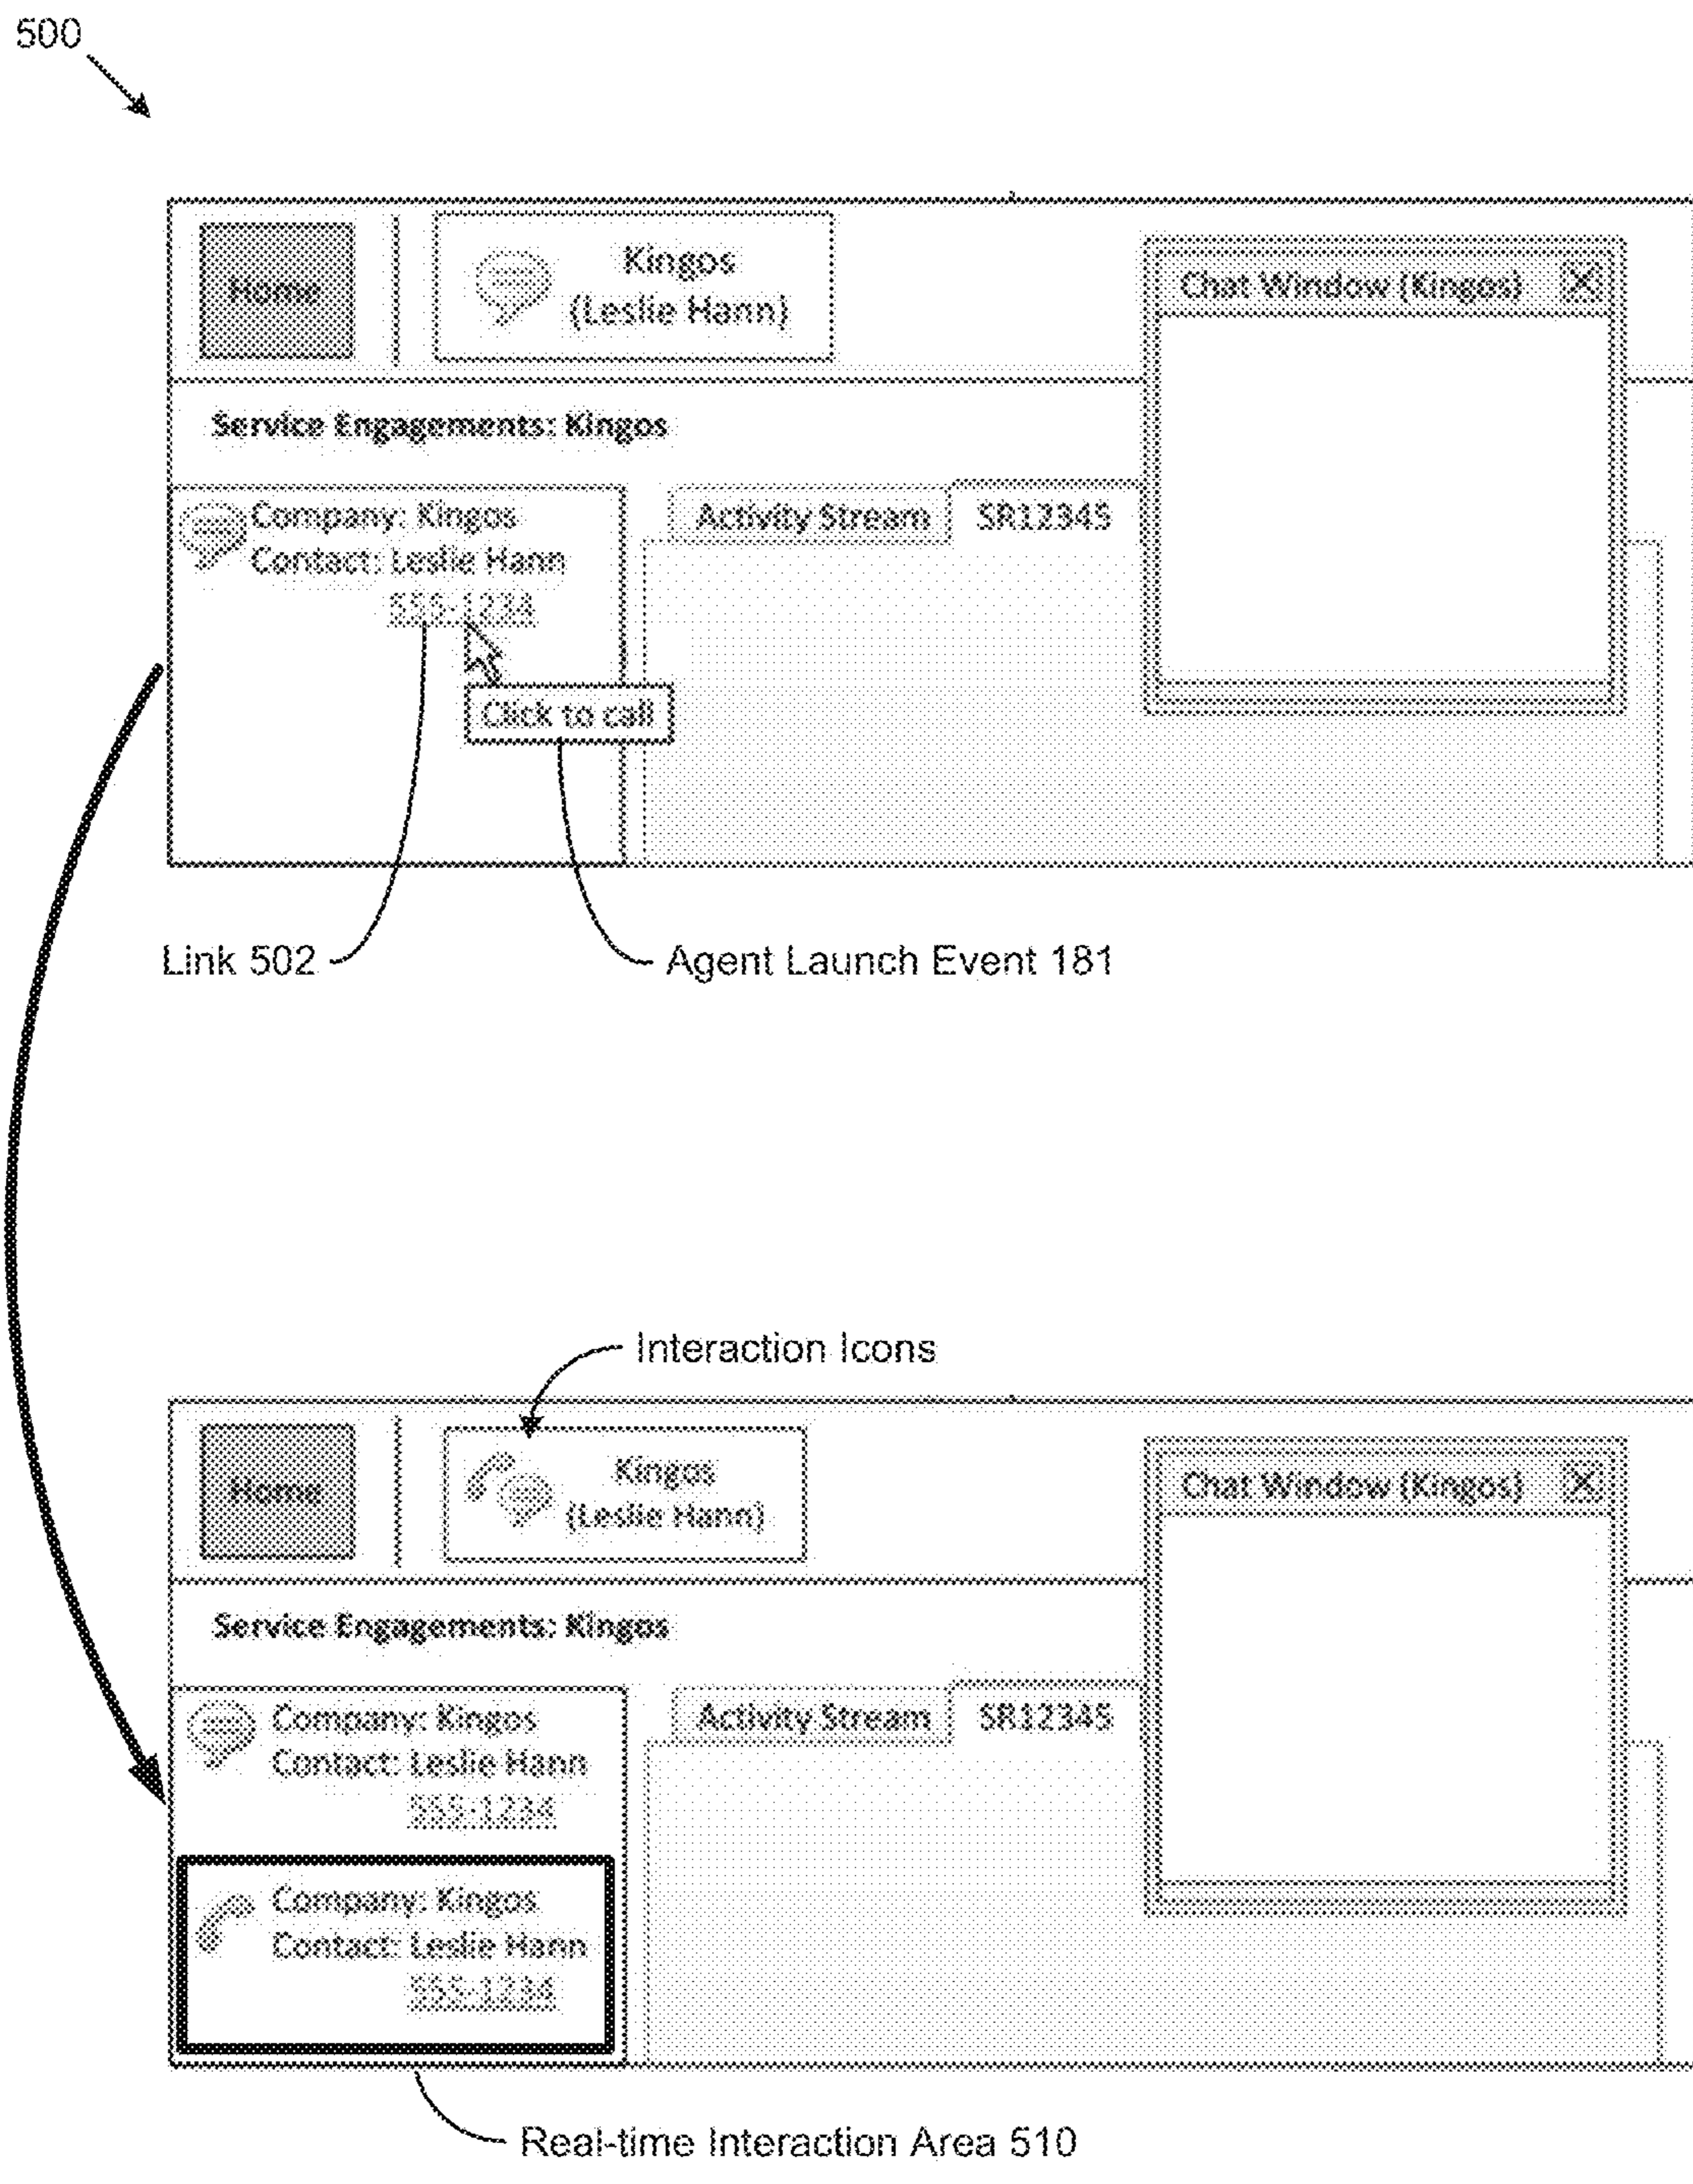 500
Home
Kingos
(Leslie Hann)
Chat Window (Kingos)
Service Engagements: Kingos
Company: Kingos
Contact: Leslie Hann
555-1234
Activity Stream
SR12345
Click to call
Link 502
Agent Launch Event 181
Interaction Icons
Home
Kingos
(Leslie Hann)
Chat Window (Kingos)
Service Engagements: Kingos
Company: Kingos
Contact: Leslie Hann
555-1234
Activity Stream
SR12345
Company: Kingos
Contact: Leslie Hann
555-1234
Real-time Interaction Area 510